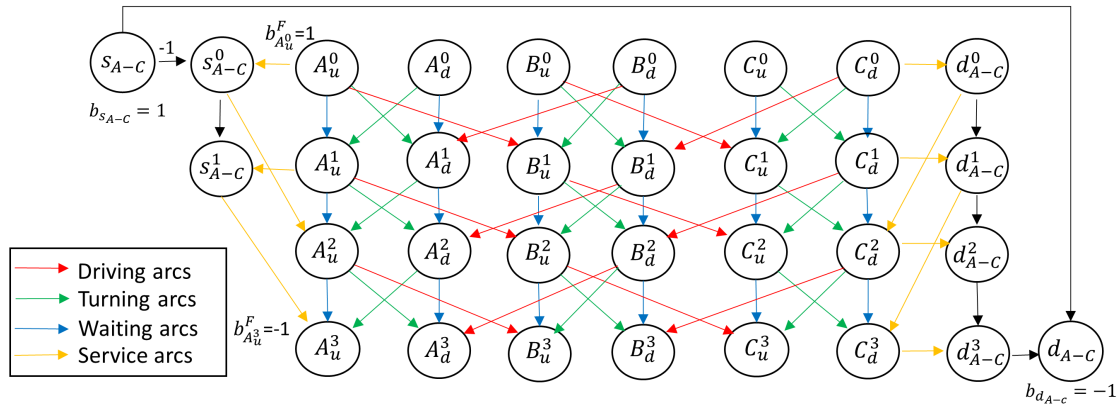 s_{A-C} -1 s^0_{A-C} b^F_{A^0_u}=1 A^0_u A^0_d B^0_u B^0_d C^0_u C^0_d d^0_{A-C}
b_{s_{A-C}} = 1
s^1_{A-C} A^1_u A^1_d B^1_u B^1_d C^1_u C^1_d d^1_{A-C}
A^2_u A^2_d B^2_u B^2_d C^2_u C^2_d d^2_{A-C}
Driving arcs
Turning arcs
Waiting arcs
Service arcs
b^F_{A^3_u}=-1 A^3_u A^3_d B^3_u B^3_d C^3_u C^3_d d^3_{A-C} d_{A-C}
b_{d_{A-c}} = −1